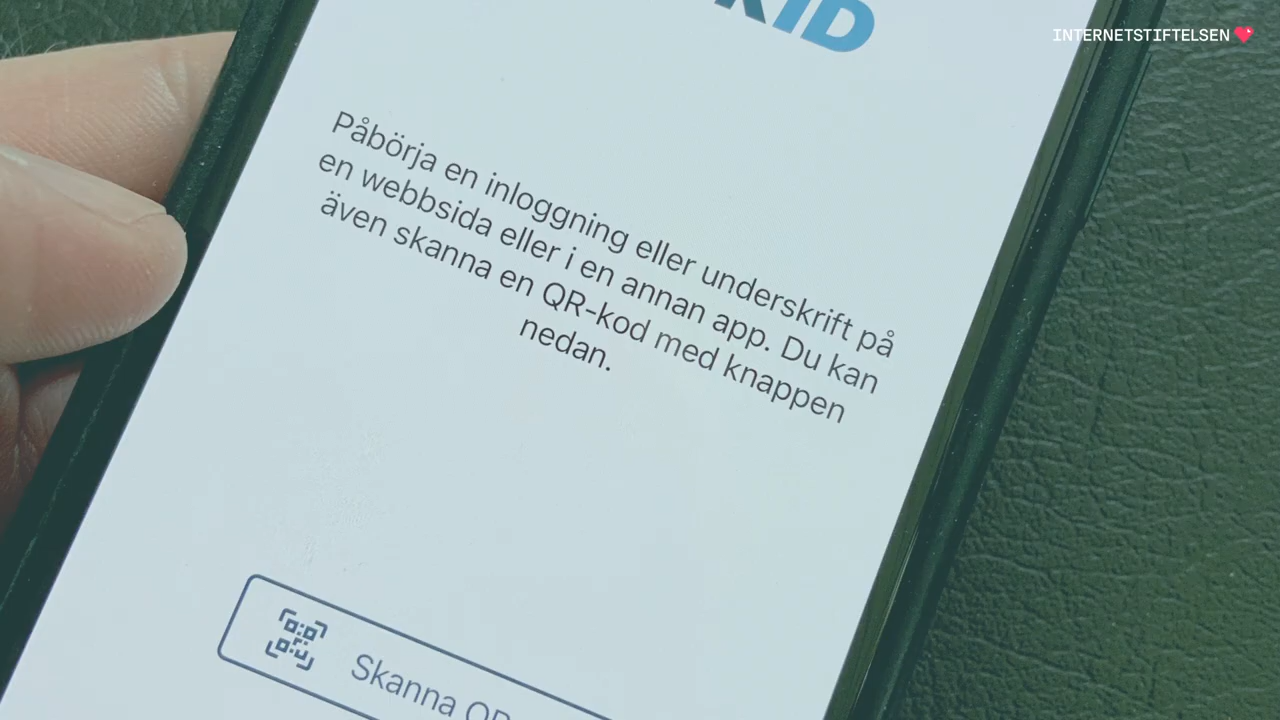 INTERNETSTIFTELSEN
Påbörja en inloggning eller underskrift på
en webbsida eller i en annan app. Du kan
även skanna en QR-kod med knappen
nedan.
Skanna QR